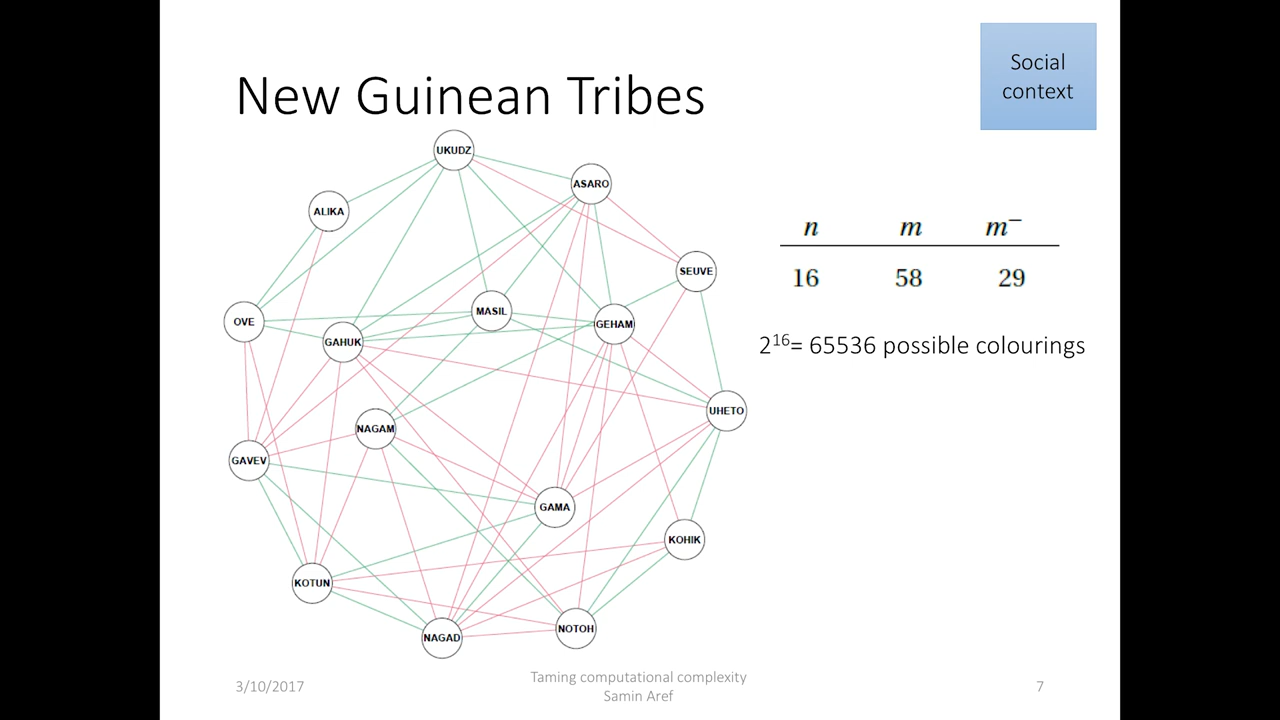 Social
context
New Guinean Tribes
UKUDZ
ASARO
ALIKA
SEUVE
MASIL
OVE
GEHAM
GAHUK
UHETO
NAGAM
GAVEV
GAMA
KOHIK
KOTUN
NOTOH
NAGAD
n m m⁻
16 58 29
2¹⁶= 65536 possible colourings
3/10/2017
Taming computational complexity
Samin Aref
7